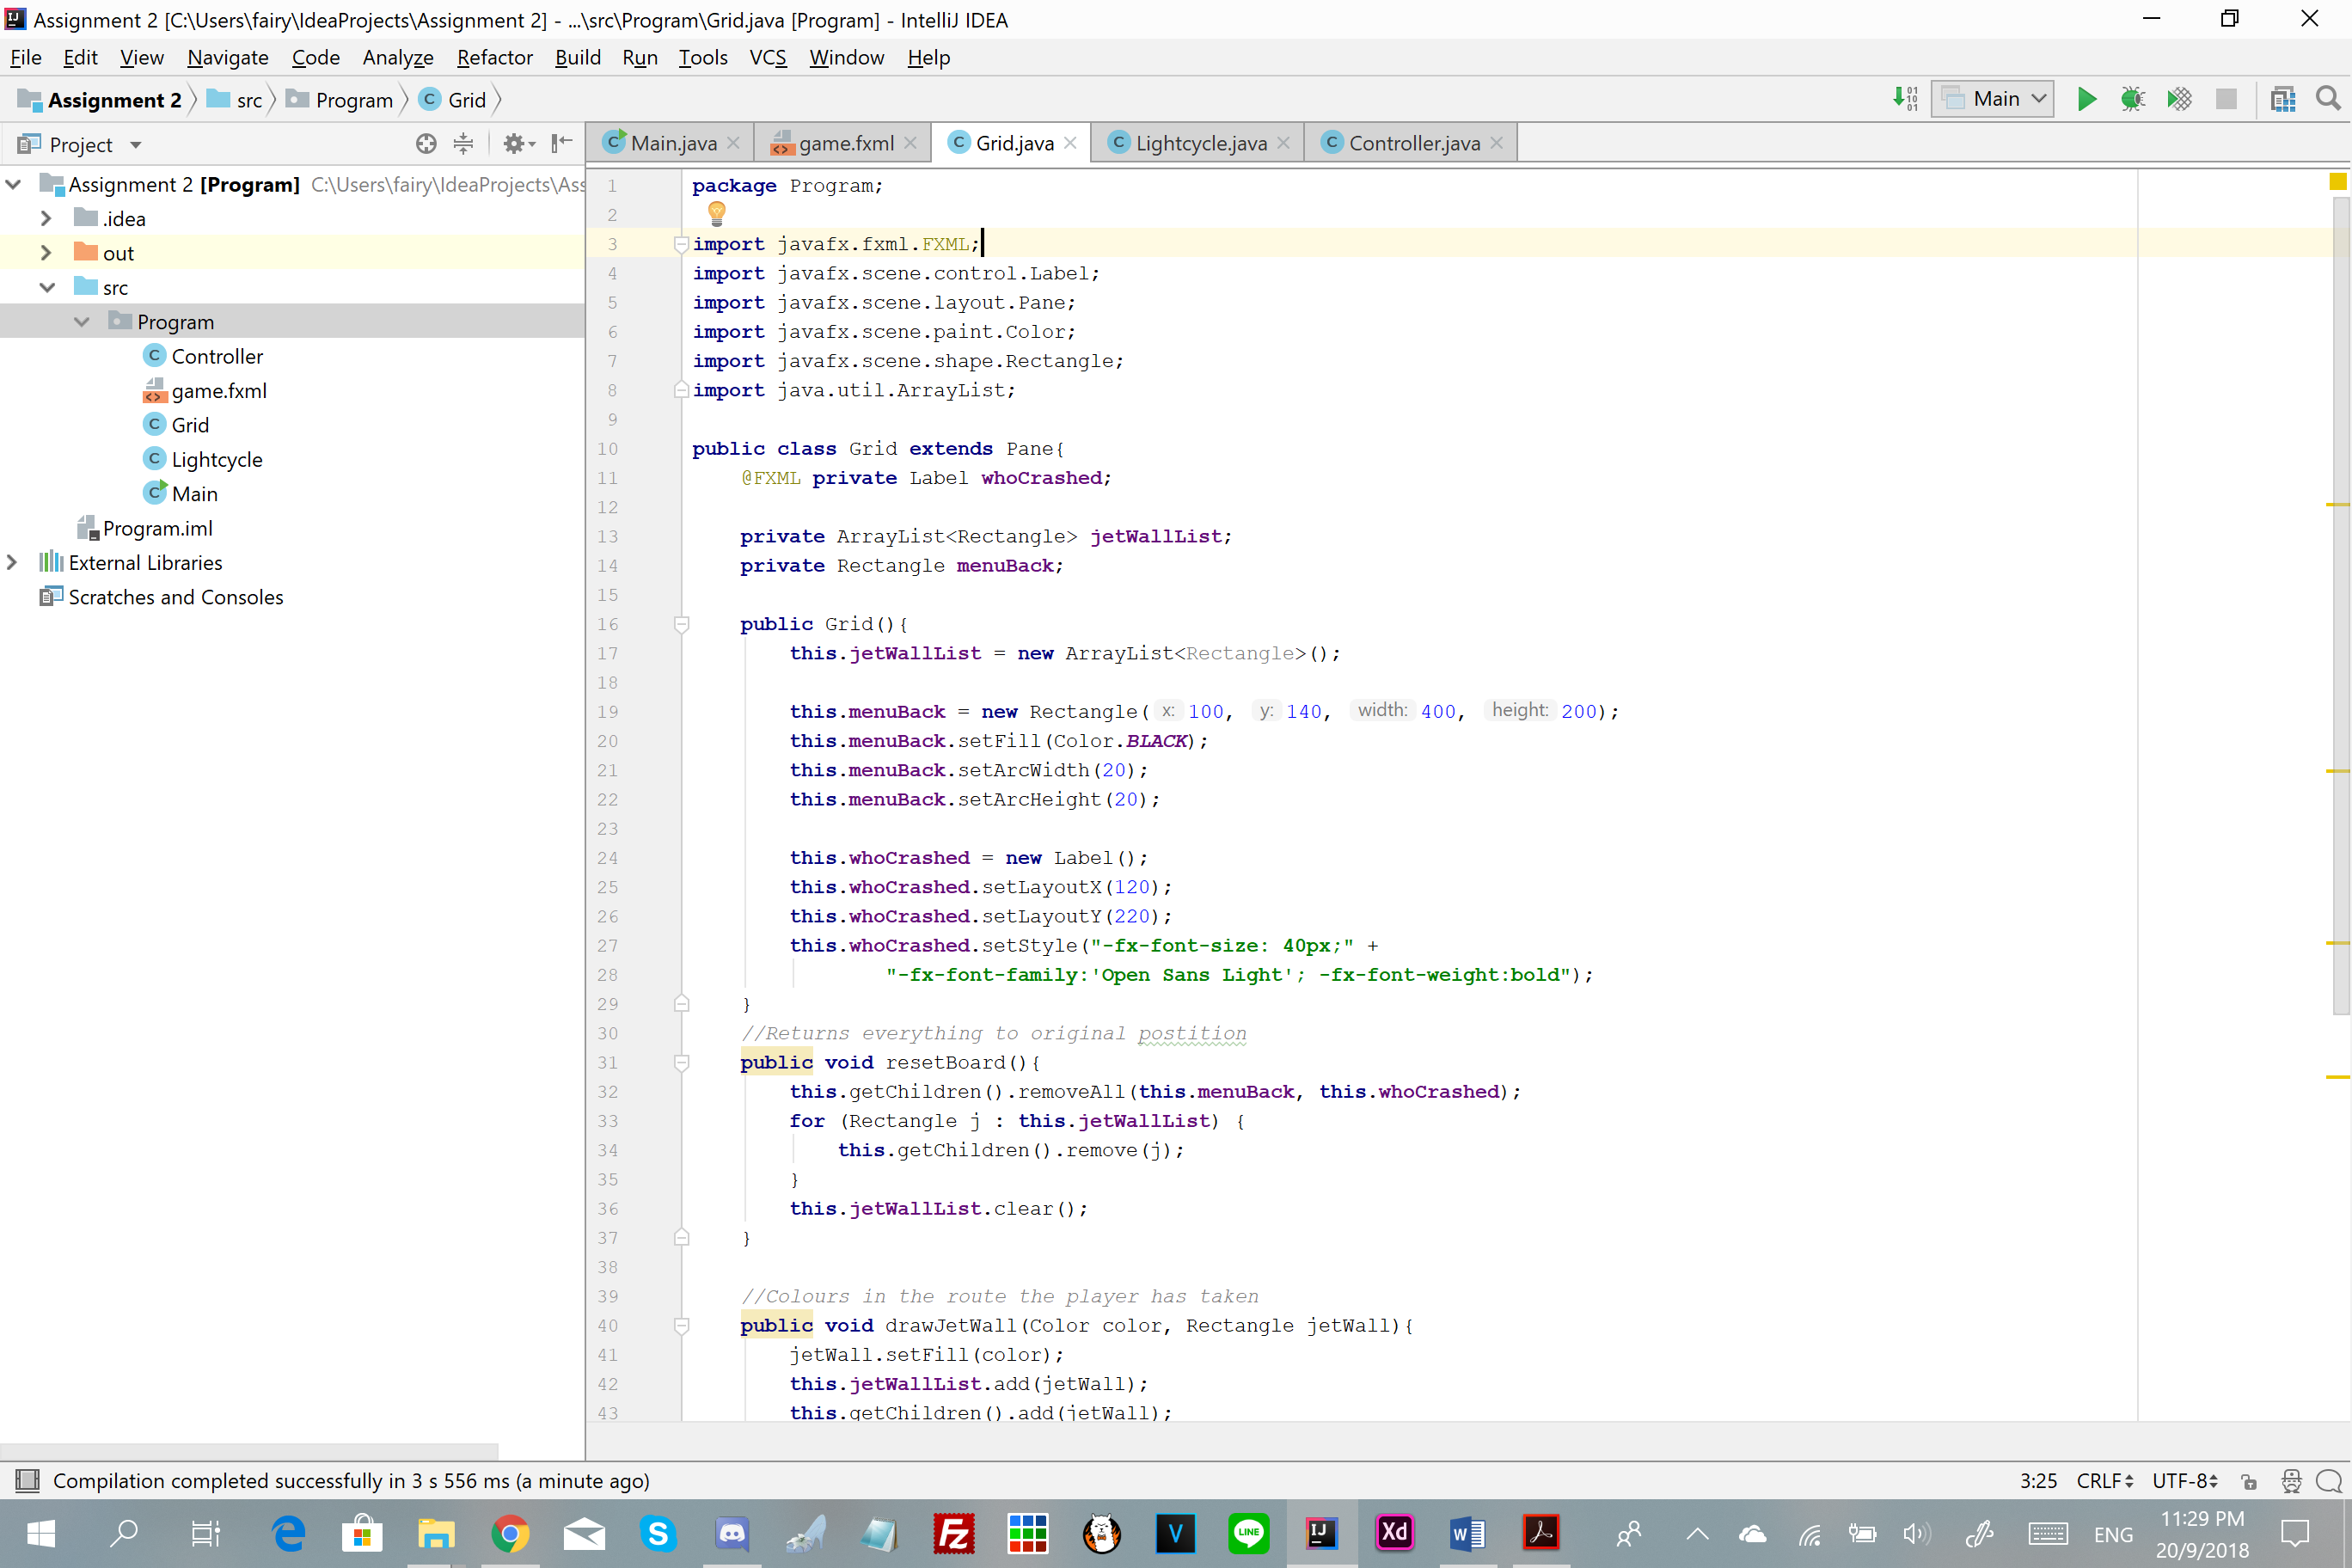 Assignment 2 [C:\Users\fairy\IdeaProjects\Assignment 2] - ...\src\Program\Grid.java [Program] - IntelliJ IDEA
File Edit View Navigate Code Analyze Refactor Build Run Tools VCS Window Help
Assignment 2 src Program Grid Main
Project
Main.java game.fxml Grid.java Lightcycle.java Controller.java
Assignment 2 [Program] C:\Users\fairy\IdeaProjects\Ass
.idea
out
src
Program
Controller
game.fxml
Grid
Lightcycle
Main
Program.iml
External Libraries
Scratches and Consoles
1 package Program;
2
3 import javafx.fxml.FXML;
4 import javafx.scene.control.Label;
5 import javafx.scene.layout.Pane;
6 import javafx.scene.paint.Color;
7 import javafx.scene.shape.Rectangle;
8 import java.util.ArrayList;
9
10 public class Grid extends Pane{
11 @FXML private Label whoCrashed;
12
13 private ArrayList<Rectangle> jetWallList;
14 private Rectangle menuBack;
15
16 public Grid(){
17 this.jetWallList = new ArrayList<Rectangle>();
18
19 this.menuBack = new Rectangle( x: 100, y: 140, width: 400, height: 200);
20 this.menuBack.setFill(Color.BLACK);
21 this.menuBack.setArcWidth(20);
22 this.menuBack.setArcHeight(20);
23
24 this.whoCrashed = new Label();
25 this.whoCrashed.setLayoutX(120);
26 this.whoCrashed.setLayoutY(220);
27 this.whoCrashed.setStyle("-fx-font-size: 40px;" +
28 "-fx-font-family:'Open Sans Light'; -fx-font-weight:bold");
29 }
30 //Returns everything to original postition
31 public void resetBoard(){
32 this.getChildren().removeAll(this.menuBack, this.whoCrashed);
33 for (Rectangle j : this.jetWallList) {
34 this.getChildren().remove(j);
35 }
36 this.jetWallList.clear();
37 }
38
39 //Colours in the route the player has taken
40 public void drawJetWall(Color color, Rectangle jetWall){
41 jetWall.setFill(color);
42 this.jetWallList.add(jetWall);
43 this.getChildren().add(jetWall);
Compilation completed successfully in 3 s 556 ms (a minute ago) 3:25 CRLF UTF-8
ENG 11:29 PM
20/9/2018